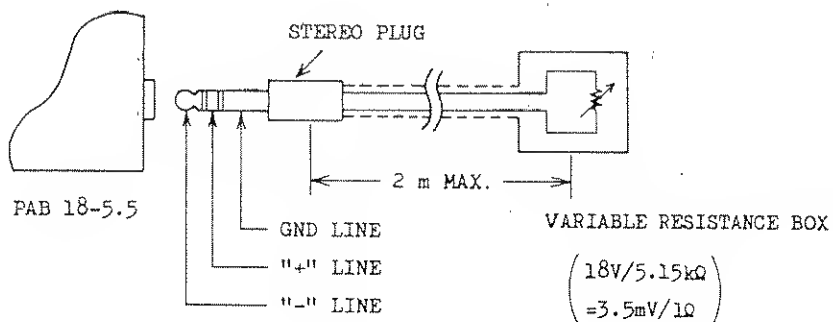 STEREO PLUG
2 m MAX.
PAB 18-5.5
GND LINE
"+" LINE
"-" LINE
VARIABLE RESISTANCE BOX
(18V/5.15kΩ
=3.5mV/1Ω)